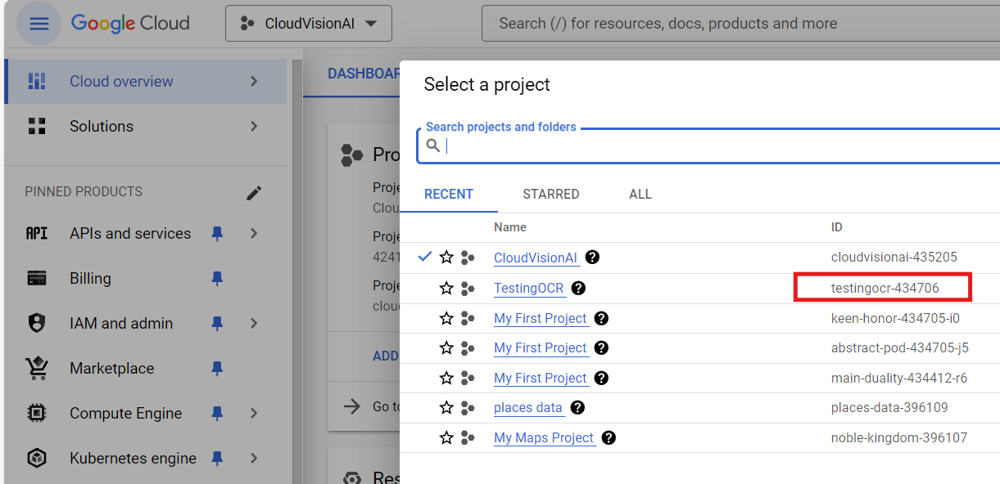 Google Cloud
CloudVisionAI
Search (/) for resources, docs, products and more
Cloud overview
Solutions
PINNED PRODUCTS
API APIs and services
Billing
IAM and admin
Marketplace
Compute Engine
Kubernetes engine
DASHBOAR
Pro
Proje
Clou
Proje
4241
Proje
cloud
ADD
Go to
Res
Select a project
Search projects and folders
RECENT STARRED ALL
Name ID
CloudVisionAI cloudvisionai-435205
TestingOCR testingocr-434706
My First Project keen-honor-434705-i0
My First Project abstract-pod-434705-j5
My First Project main-duality-434412-r6
places data places-data-396109
My Maps Project noble-kingdom-396107